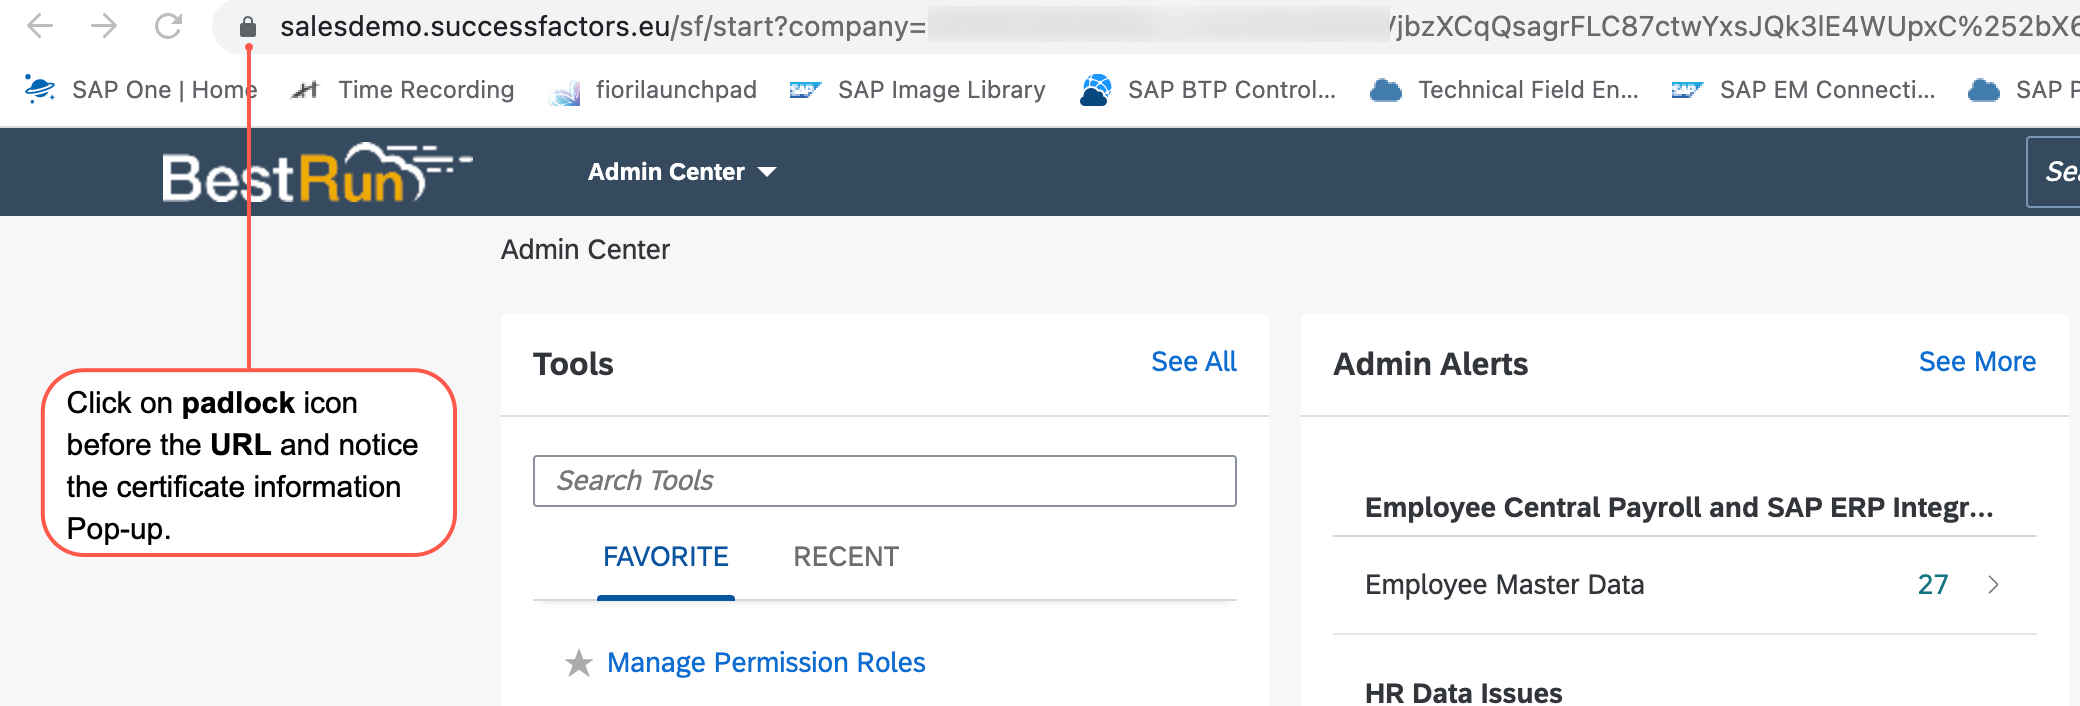 salesdemo.successfactors.eu/sf/start?company= /jbzXCqQsagrFLC87ctwYxsJQk3lE4WUpxC%252bX6
SAP One | Home Time Recording fiorilaunchpad SAP Image Library SAP BTP Control... Technical Field En... SAP EM Connecti... SAP P
BestRun Admin Center Sea
Admin Center
Tools See All
Admin Alerts See More
Click on padlock icon
before the URL and notice
the certificate information
Pop-up.
Search Tools
FAVORITE RECENT
Manage Permission Roles
Employee Central Payroll and SAP ERP Integr...
Employee Master Data 27
HR Data Issues